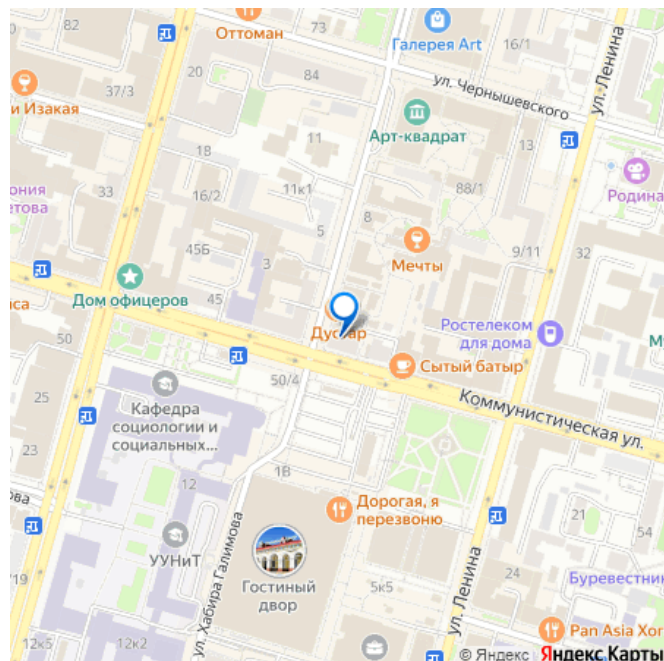 82
Оттоман
Галерея Art
16/1
ул. Ленина
20
84
ул. Чернышевского
37/3
и Изакая
Арт-квадрат
11
13
18
Родина
ония
етова
33
16/2
11к1
88/1
8
5
45Б
3
Мечты
9/11
32
Дом офицеров
45
аса
Ростелеком
для дома
50
Сытый батыр
50/4
Коммунистическая ул.
25
Кафедра
социологии и
социальных...
23
1В
12
Дорогая, я
перезвоню
ова
УУНиТ
21
54
ул. Хабира Галимова
Гостиный
двор
ул. Ленина
24
Буревестник
/19
5к5
Pan Asia Xor
12к5
12к2
© Яндекс Яндекс Карты